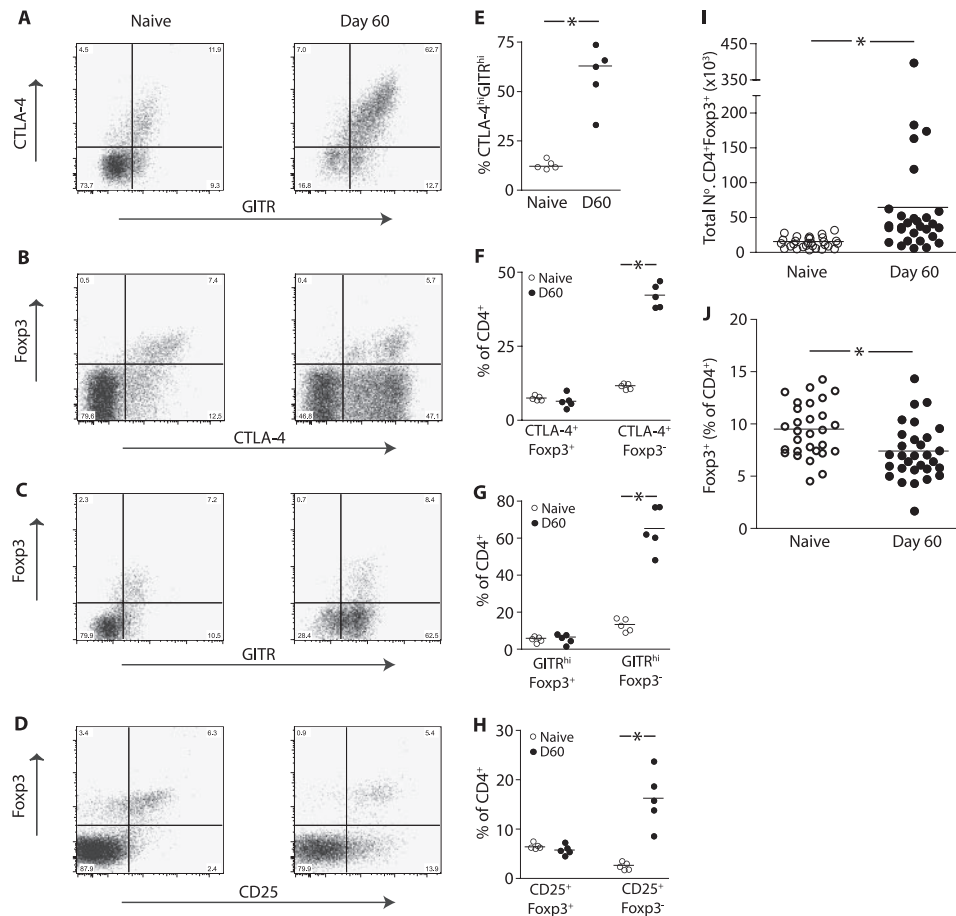 A
Naive
Day 60
4.5
11.9
73.7
9.3
7.0
62.7
16.8
12.7
CTLA-4
GITR
B
0.5
7.4
79.6
12.5
0.4
5.7
46.8
47.1
Foxp3
CTLA-4
C
2.3
7.2
79.9
10.5
0.7
8.4
28.4
62.5
Foxp3
GITR
D
3.4
6.3
87.9
2.4
0.9
5.4
79.9
13.9
Foxp3
CD25
E
*
% CTLA-4hiGITRhi
75
50
25
0
Naive
D60
F
Naive
D60
*
% of CD4+
50
25
0
CTLA-4+
Foxp3+
CTLA-4+
Foxp3-
G
Naive
D60
*
% of CD4+
80
60
40
20
0
GITRhi
Foxp3+
GITRhi
Foxp3-
H
Naive
D60
*
% of CD4+
30
20
10
0
CD25+
Foxp3+
CD25+
Foxp3-
I
*
Total Nº. CD4+Foxp3+ (x10³)
450
350
200
150
100
50
0
Naive
Day 60
J
*
Foxp3+ (% of CD4+)
20
15
10
5
0
Naive
Day 60